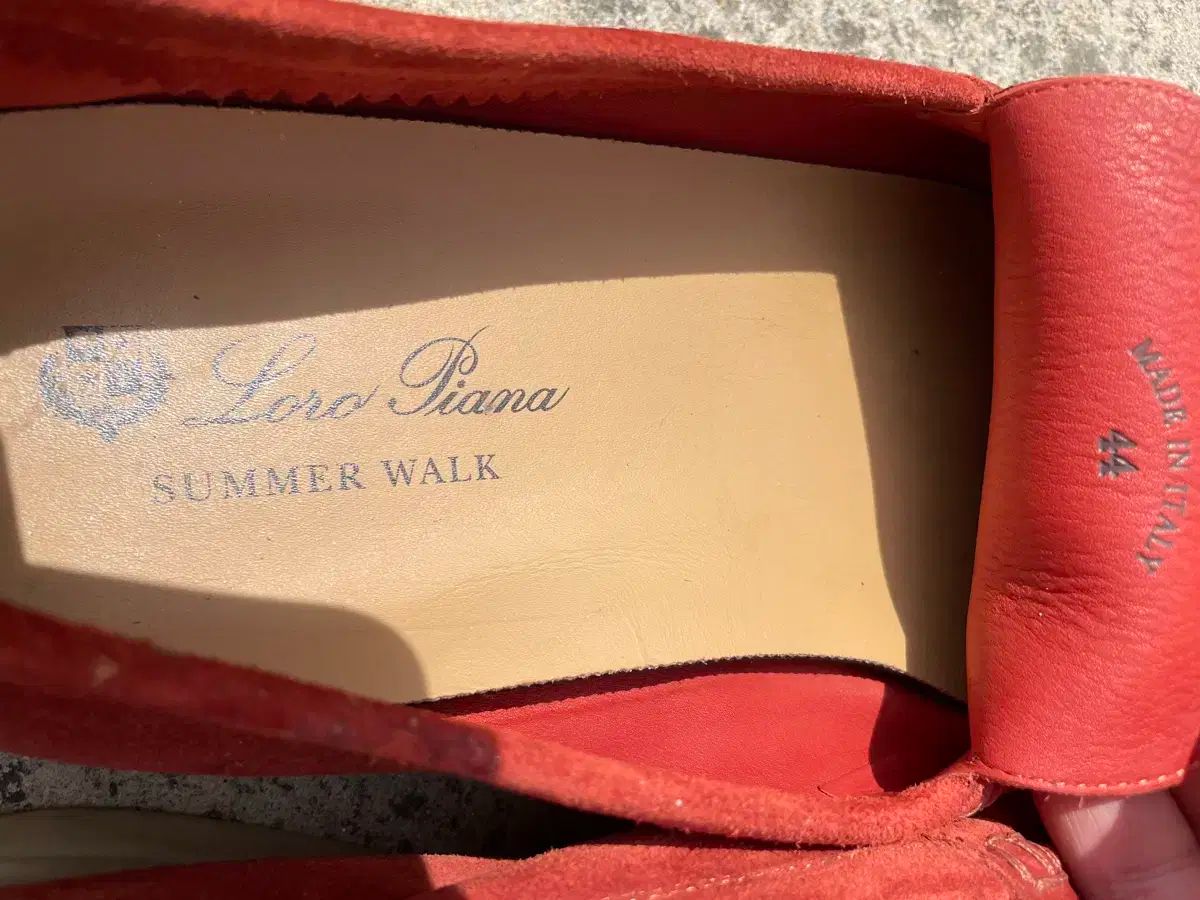 Loro Piana
SUMMER WALK
MADE IN ITALY
44